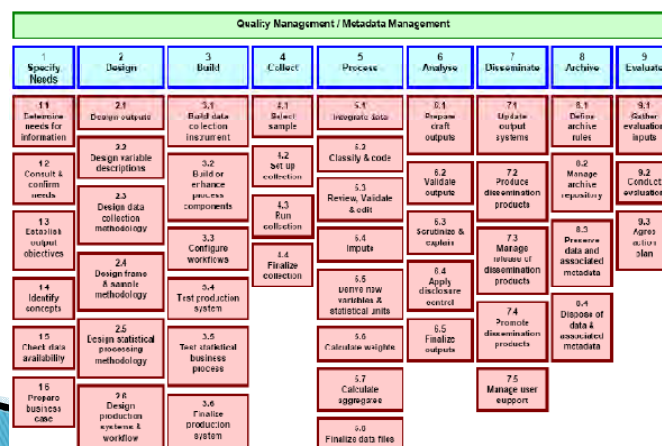 Quality Management / Metadata Management
1
Specify
Needs
2
Design
3
Build
4
Collect
5
Process
6
Analyse
7
Disseminate
8
Archive
9
Evaluate
1.1
Determine
needs for
information
1.2
Consult &
confirm
needs
1.3
Establish
output
objectives
1.4
Identify
concepts
1.5
Check data
availability
1.6
Prepare
business
case
2.1
Design outputs
2.2
Design variable
descriptions
2.3
Design data
collection
methodology
2.4
Design frame
& sample
methodology
2.5
Design statistical
processing
methodology
2.6
Design
production
systems &
workflow
3.1
Build data
collection
instrument
3.2
Build or
enhance
process
components
3.3
Configure
workflows
3.4
Test production
system
3.5
Test statistical
business
process
3.6
Finalize
production
system
4.1
Select
sample
4.2
Set up
collection
4.3
Run
collection
4.4
Finalize
collection
5.1
Integrate data
5.2
Classify & code
5.3
Review, Validate
& edit
5.4
Impute
5.5
Derive new
variables &
statistical units
5.6
Calculate weights
5.7
Calculate
aggregates
5.8
Finalize data files
6.1
Prepare
draft
outputs
6.2
Validate
outputs
6.3
Scrutinize &
explain
6.4
Apply
disclosure
control
6.5
Finalize
outputs
7.1
Update
output
systems
7.2
Produce
dissemination
products
7.3
Manage
release of
dissemination
products
7.4
Promote
dissemination
products
7.5
Manage user
support
8.1
Define
archive
rules
8.2
Manage
archive
repository
8.3
Preserve
data and
associated
metadata
8.4
Dispose of
data &
associated
metadata
9.1
Gather
evaluation
inputs
9.2
Conduct
evaluation
9.3
Agree
action
plan